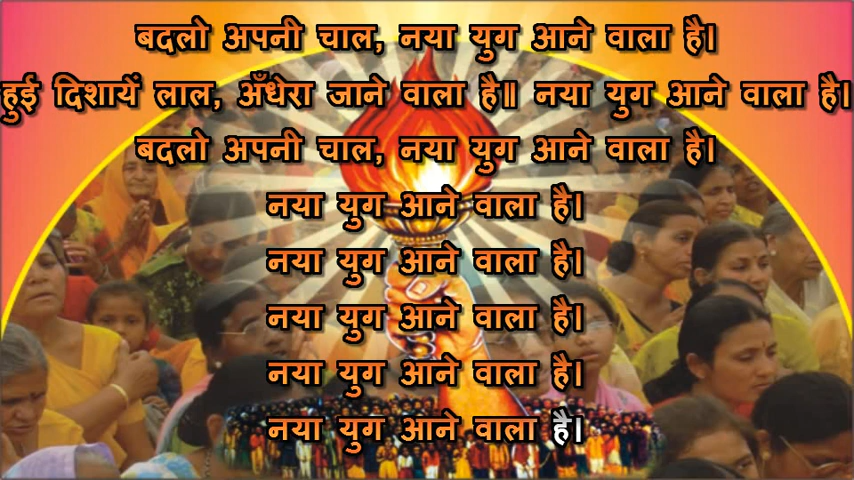 बदलो अपनी चाल, नया युग आने वाला है।
हुई दिशायें लाल, अँधेरा जाने वाला है॥ नया युग आने वाला है।
बदलो अपनी चाल, नया युग आने वाला है।
नया युग आने वाला है।
नया युग आने वाला है।
नया युग आने वाला है।
नया युग आने वाला है।
नया युग आने वाला है।